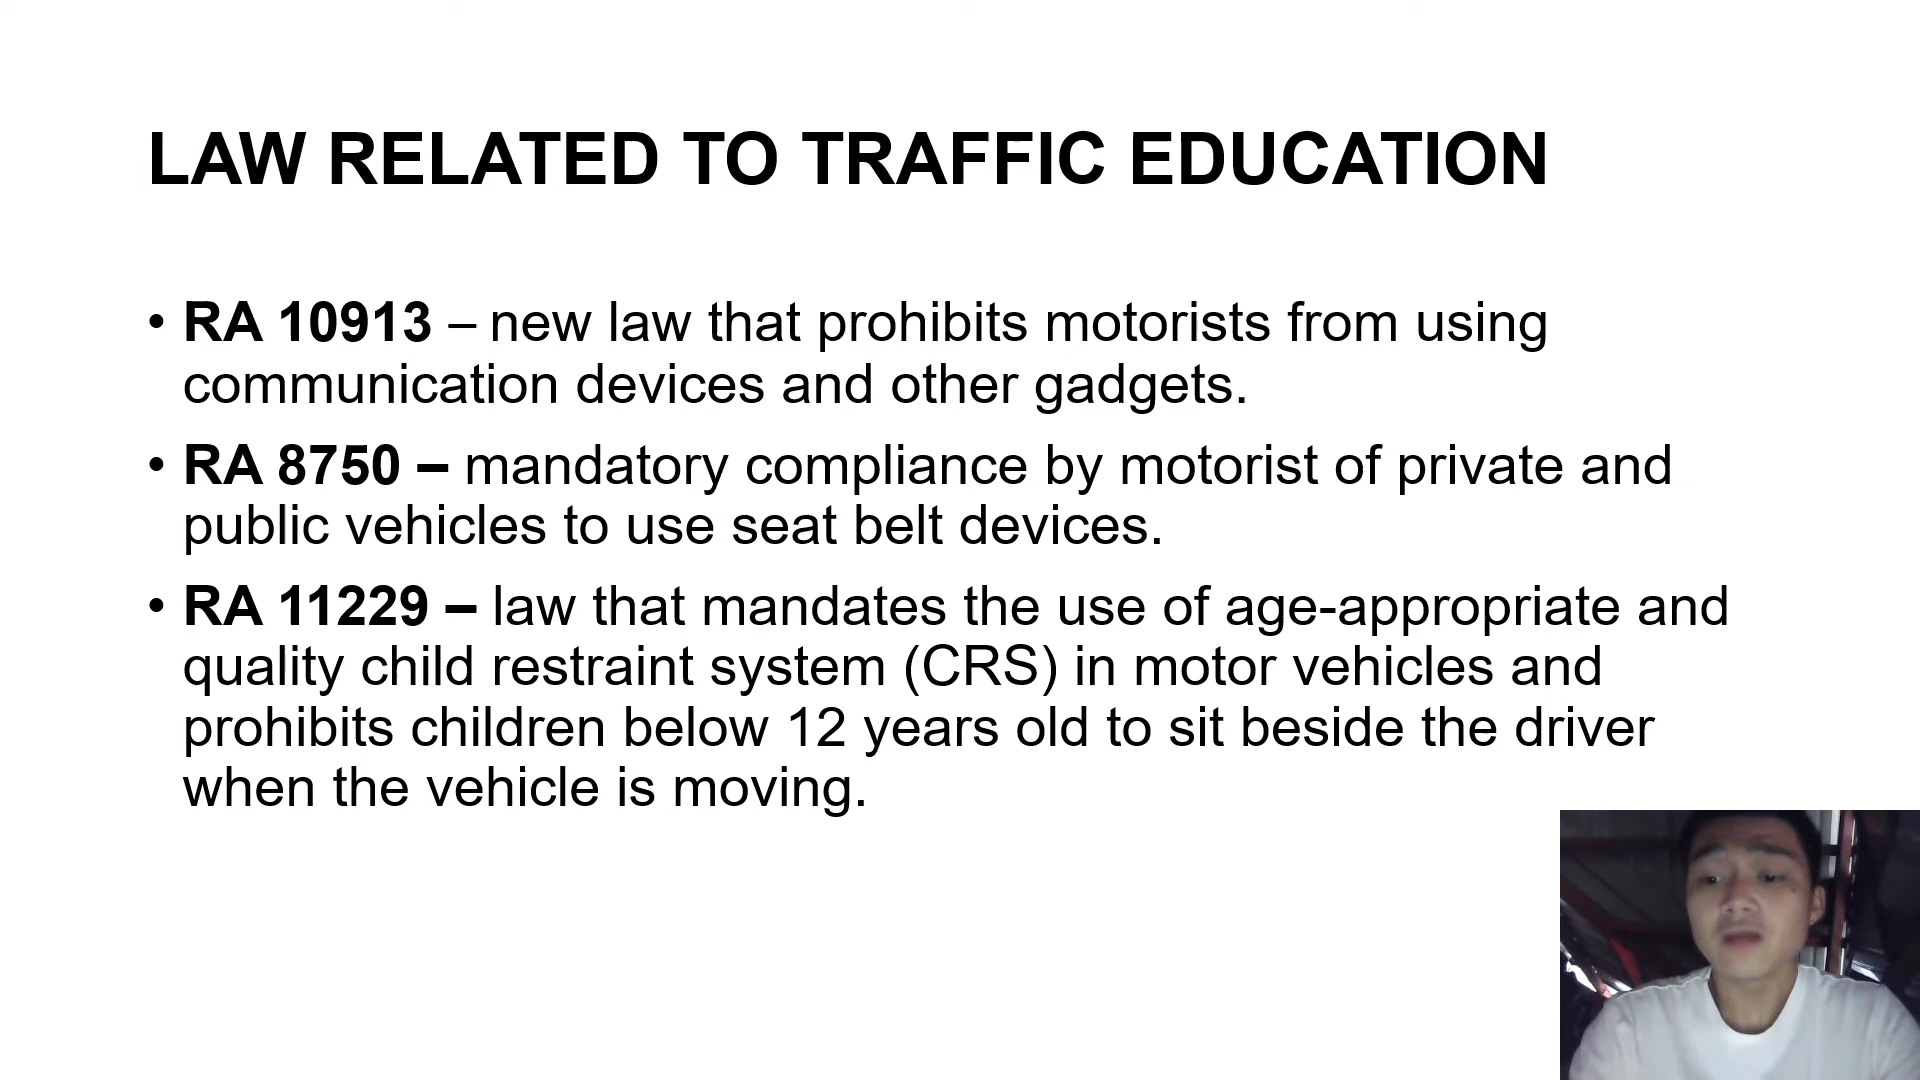 LAW RELATED TO TRAFFIC EDUCATION
• RA 10913 – new law that prohibits motorists from using
communication devices and other gadgets.
• RA 8750 – mandatory compliance by motorist of private and
public vehicles to use seat belt devices.
• RA 11229 – law that mandates the use of age-appropriate and
quality child restraint system (CRS) in motor vehicles and
prohibits children below 12 years old to sit beside the driver
when the vehicle is moving.